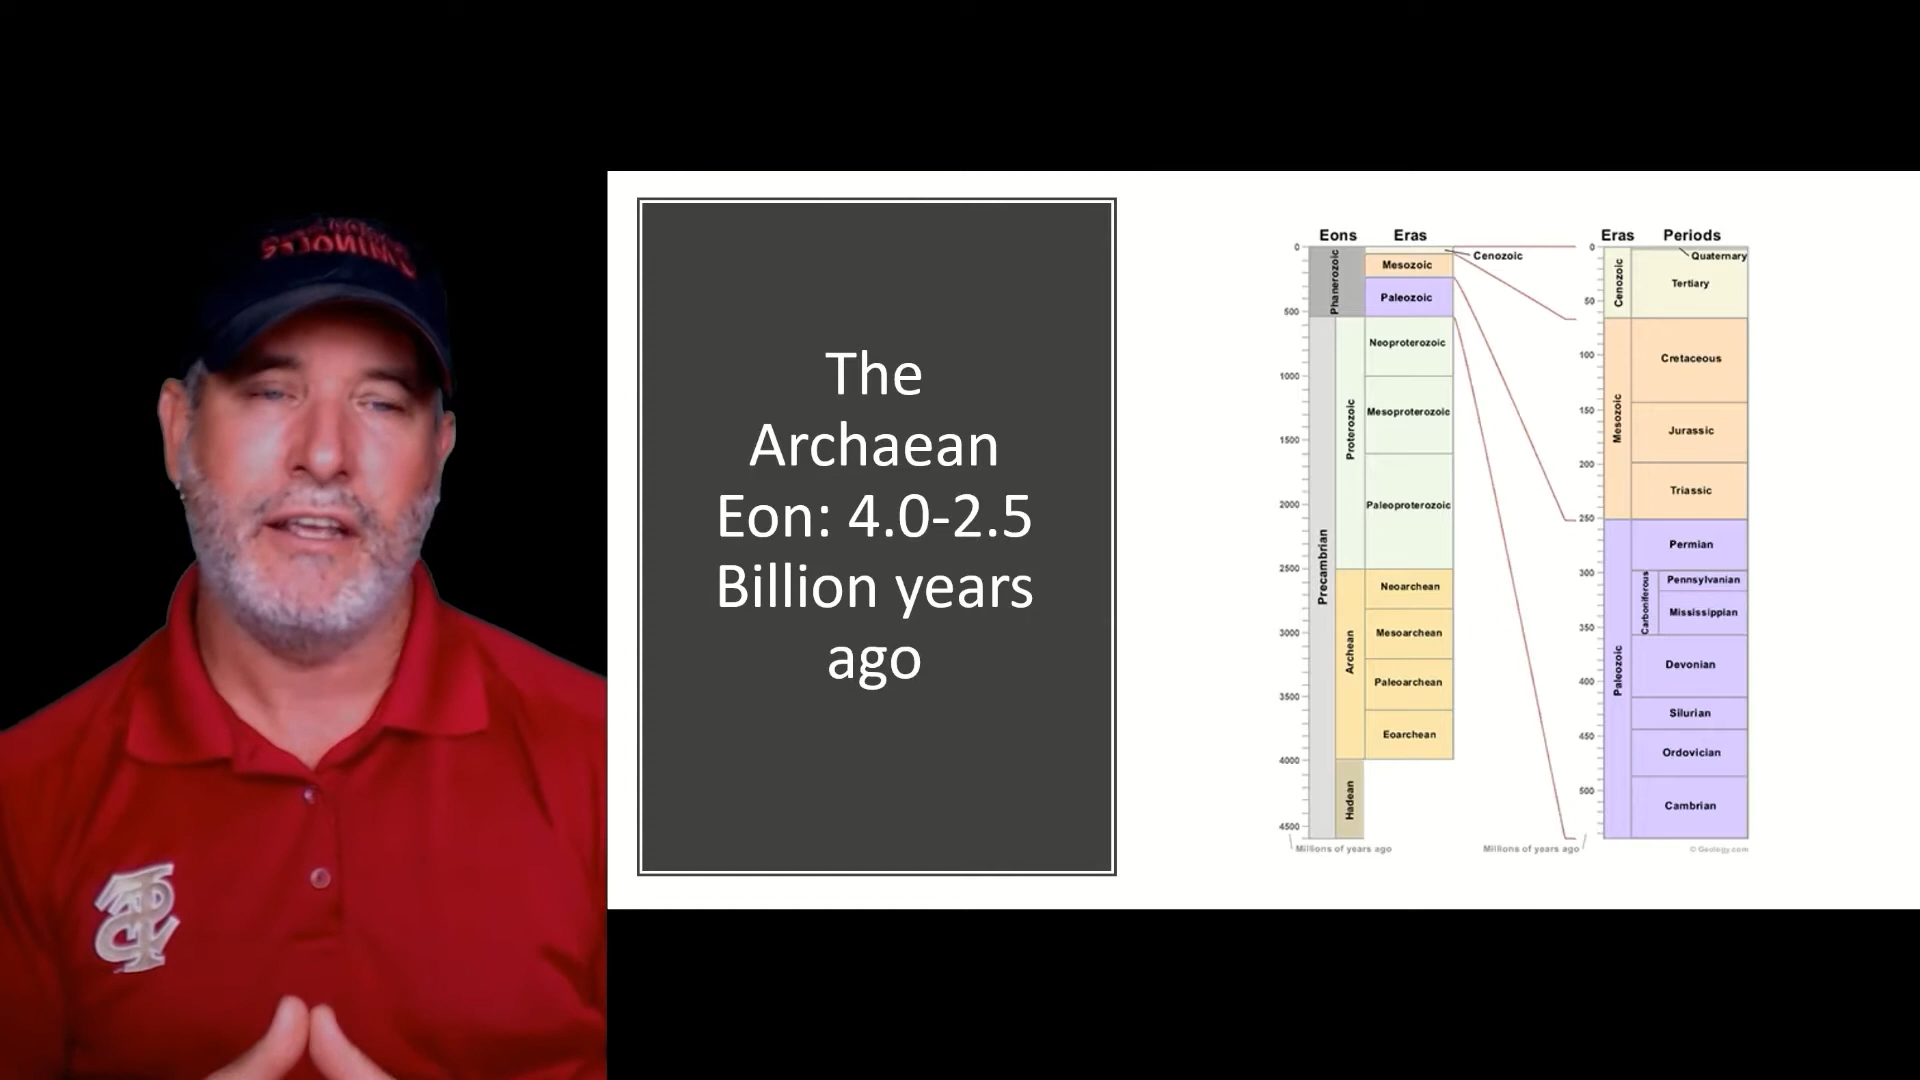 The
Archaean
Eon: 4.0-2.5
Billion years
ago
Eons Eras
0
500
1000
1500
2000
2500
3000
3500
4000
4500
Phanerozoic
Precambrian
Proterozoic
Archean
Hadean
Cenozoic
Mesozoic
Paleozoic
Neoproterozoic
Mesoproterozoic
Paleoproterozoic
Neoarchean
Mesoarchean
Paleoarchean
Eoarchean
Millions of years ago
Eras Periods
0
50
100
150
200
250
300
350
400
450
500
Cenozoic
Mesozoic
Paleozoic
Quaternary
Tertiary
Cretaceous
Jurassic
Triassic
Permian
Carboniferous
Pennsylvanian
Mississippian
Devonian
Silurian
Ordovician
Cambrian
Millions of years ago
© Geology.com